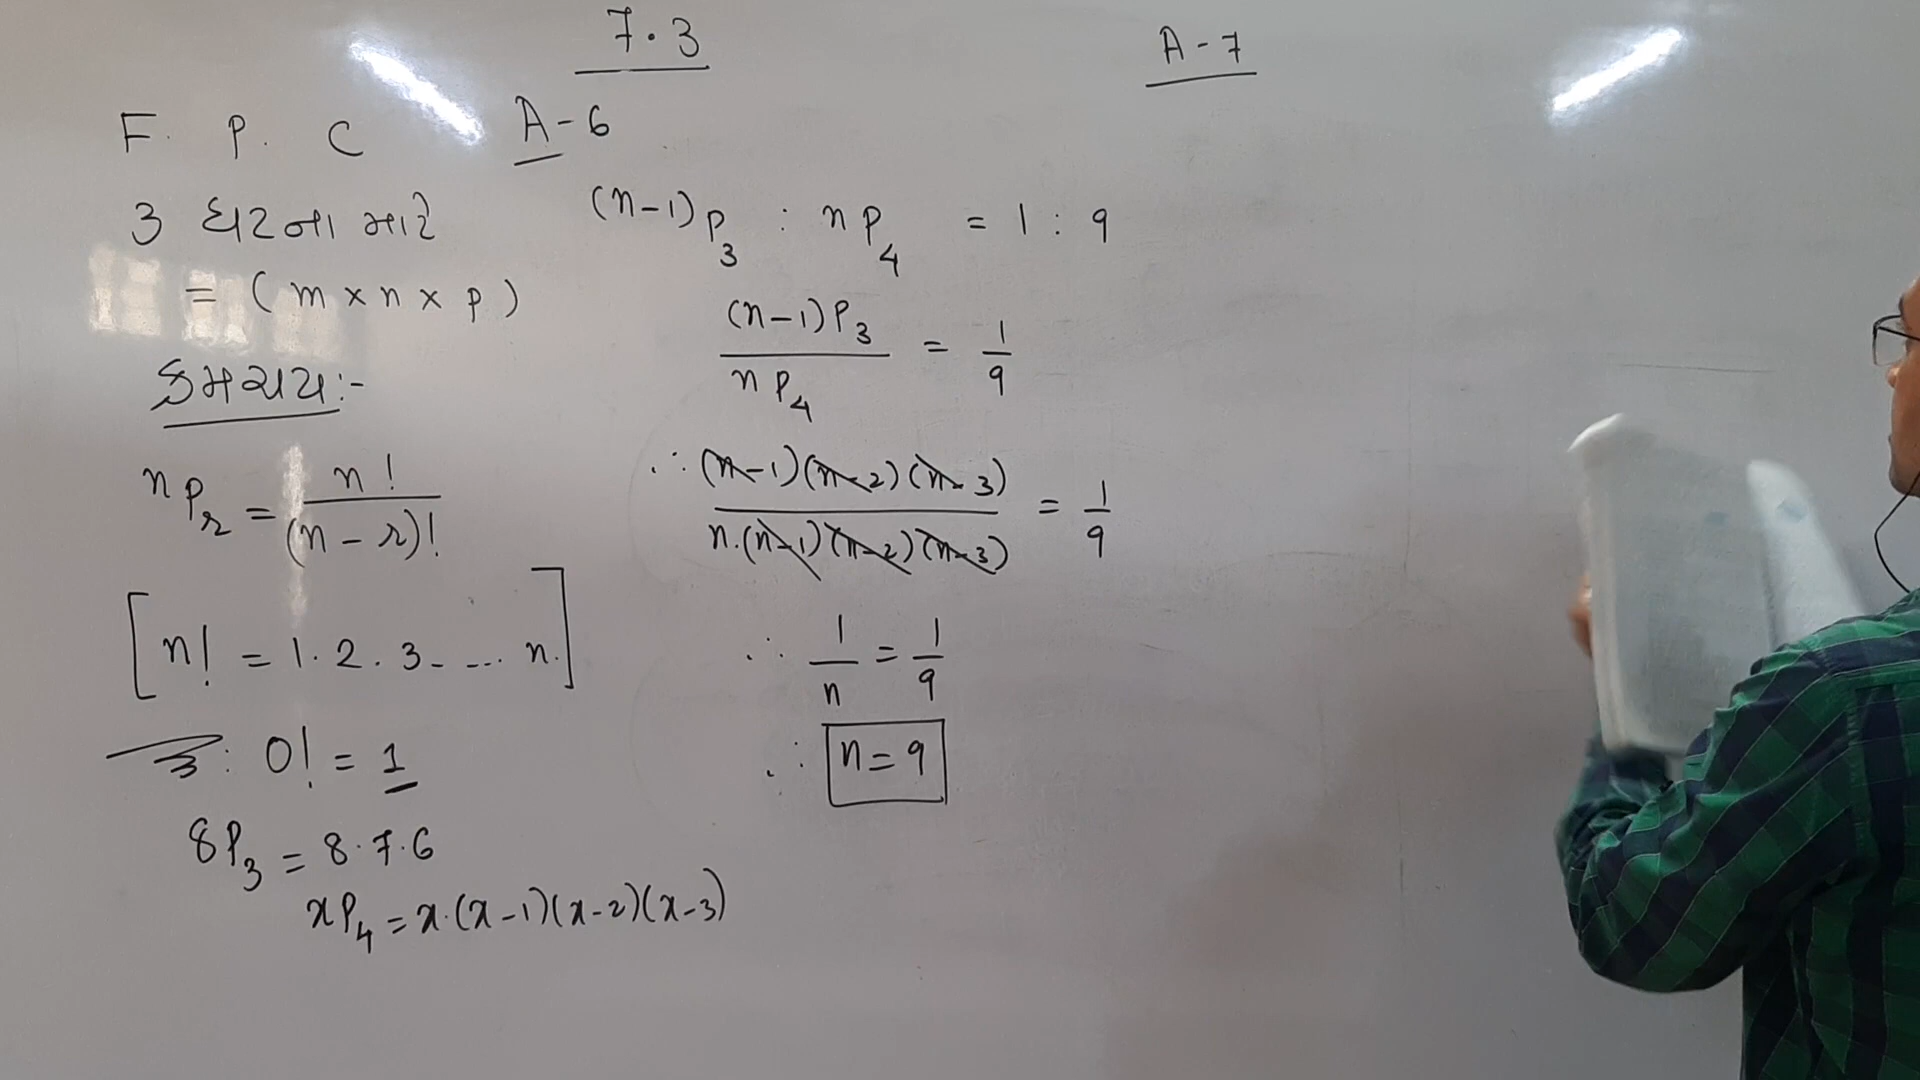 7.3
F. P. C
3 ઘટના માટે
= (m × n × p)
ક્રમચય :-
nPr = n! / (n - r)!
[n! = 1. 2. 3- --- n.]
0! = 1
8P3 = 8.7.6
xP4 = x.(x-1)(x-2)(x-3)
A-6
(n-1)P3 : nP4 = 1 : 9
(n-1)P3 / nP4 = 1/9
∴ (n-1)(n-2)(n-3) / n.(n-1)(n-2)(n-3) = 1/9
∴ 1/n = 1/9
∴ n = 9
A-7